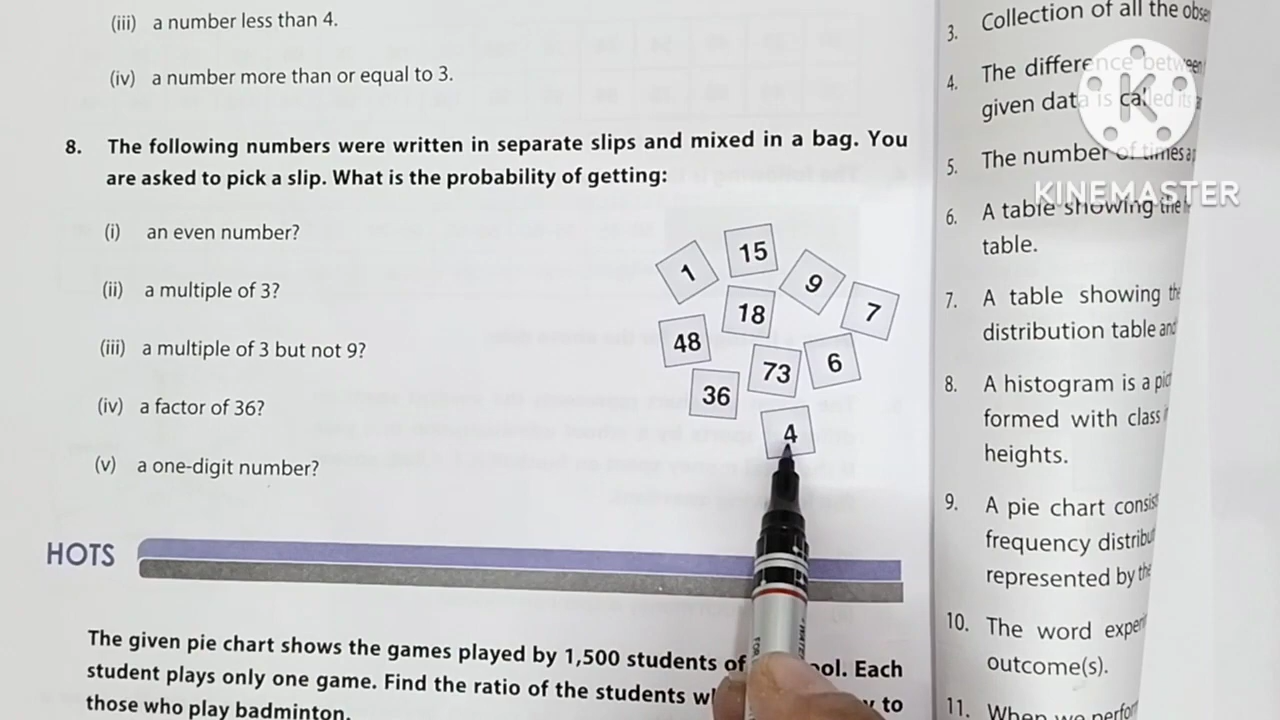 (iii) a number less than 4.
(iv) a number more than or equal to 3.
8. The following numbers were written in separate slips and mixed in a bag. You
are asked to pick a slip. What is the probability of getting:
(i) an even number?
(ii) a multiple of 3?
(iii) a multiple of 3 but not 9?
(iv) a factor of 36?
(v) a one-digit number?
1 15 9
18 7
48 73 6
36
4
HOTS
The given pie chart shows the games played by 1,500 students of Each
student plays only one game. Find the ratio of the students to
those who play badminton.
3. Collection of all the
4. The difference between
given data is called its
5. The number of times
6. A table showing the
table.
7. A table showing the
distribution table and
8. A histogram is a
formed with class
heights.
9. A pie chart
frequency
represented by the
10. The word
outcome(s).
11. When we
KINEMASTER